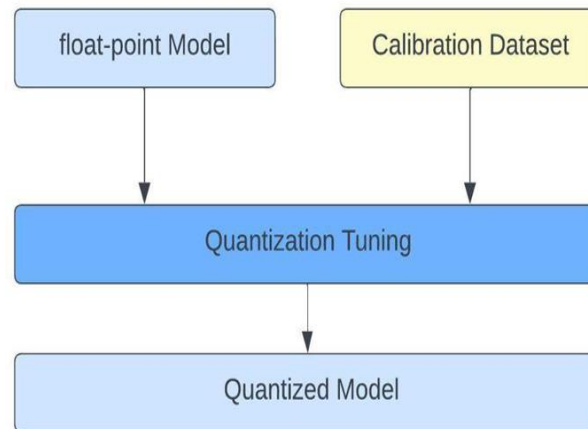 float-point Model
Calibration Dataset
Quantization Tuning
Quantized Model